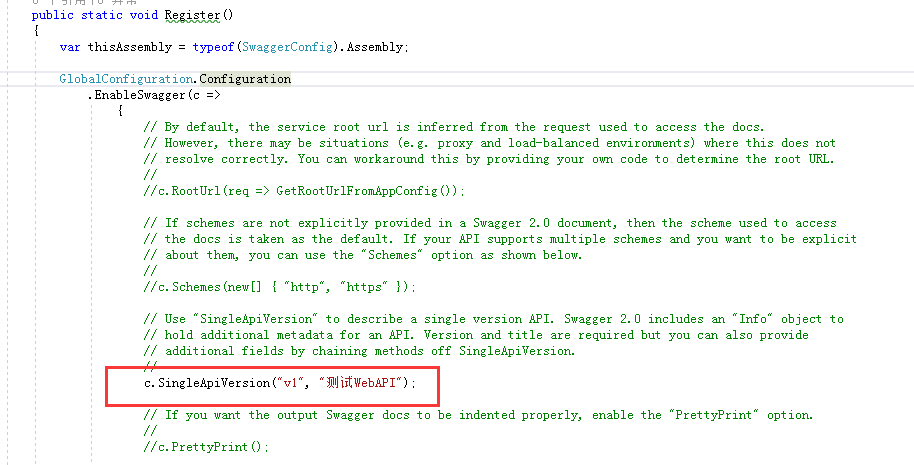 public static void Register()
{
var thisAssembly = typeof(SwaggerConfig).Assembly;
GlobalConfiguration.Configuration
.EnableSwagger(c =>
{
// By default, the service root url is inferred from the request used to access the docs.
// However, there may be situations (e.g. proxy and load-balanced environments) where this does not
// resolve correctly. You can workaround this by providing your own code to determine the root URL.
//
//c.RootUrl(req => GetRootUrlFromAppConfig());
// If schemes are not explicitly provided in a Swagger 2.0 document, then the scheme used to access
// the docs is taken as the default. If your API supports multiple schemes and you want to be explicit
// about them, you can use the "Schemes" option as shown below.
//
//c.Schemes(new[] { "http", "https" });
// Use "SingleApiVersion" to describe a single version API. Swagger 2.0 includes an "Info" object to
// hold additional metadata for an API. Version and title are required but you can also provide
// additional fields by chaining methods off SingleApiVersion.
//
c.SingleApiVersion("v1", "测试WebAPI");
// If you want the output Swagger docs to be indented properly, enable the "PrettyPrint" option.
//
//c.PrettyPrint();